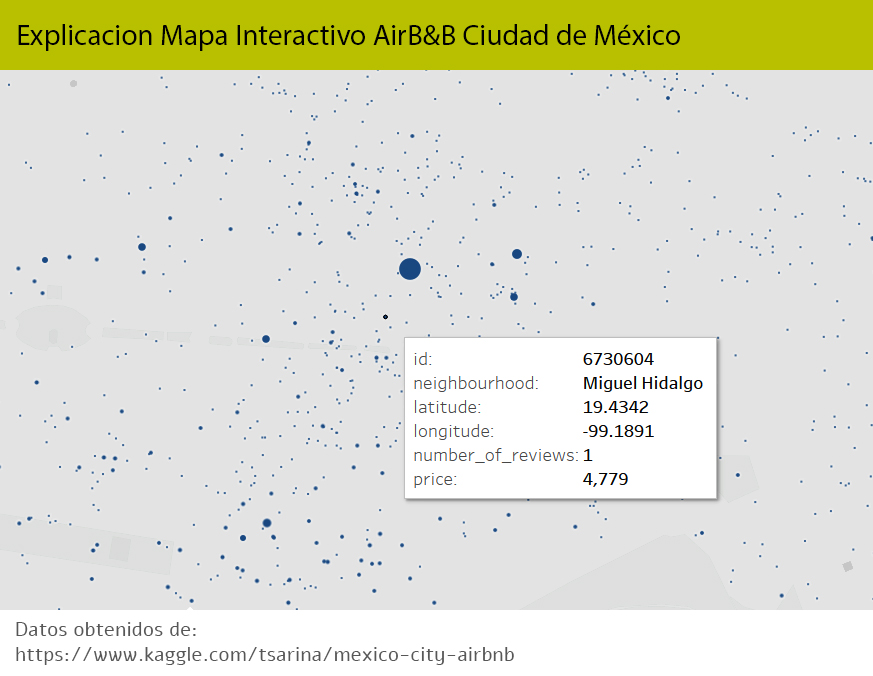 Explicacion Mapa Interactivo AirB&B Ciudad de México
id: 6730604
neighbourhood: Miguel Hidalgo
latitude: 19.4342
longitude: -99.1891
number_of_reviews: 1
price: 4,779
Datos obtenidos de:
https://www.kaggle.com/tsarina/mexico-city-airbnb